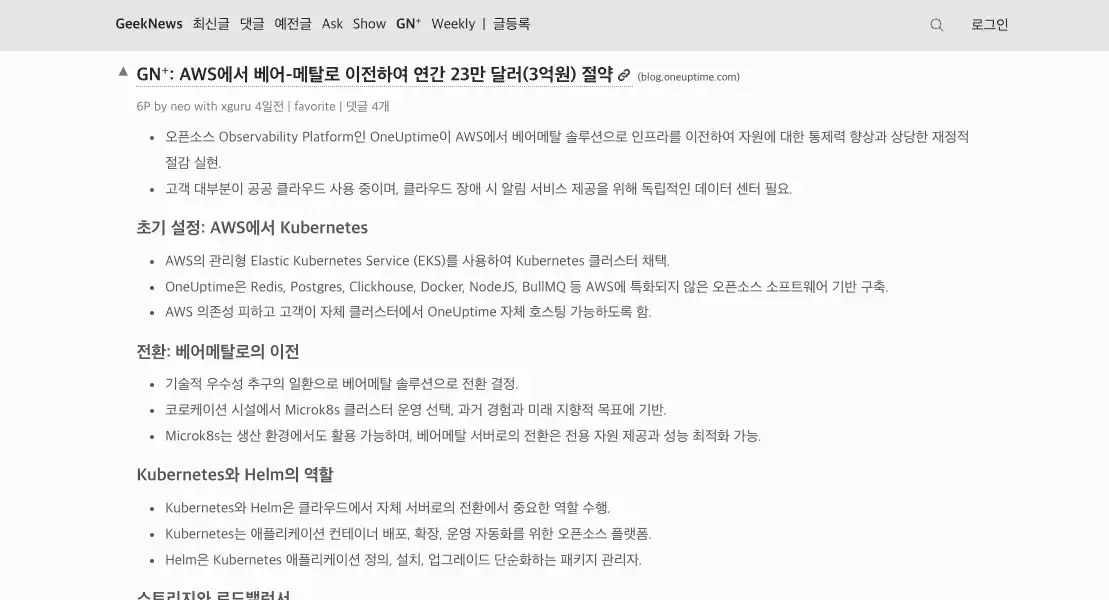 GeekNews 최신글 댓글 예전글 Ask Show GN⁺ Weekly | 글등록 로그인
▲ GN⁺: AWS에서 베어-메탈로 이전하여 연간 23만 달러(3억원) 절약 (blog.oneuptime.com)
6P by neo with xguru 4일전 | favorite | 댓글 4개
• 오픈소스 Observability Platform인 OneUptime이 AWS에서 베어메탈 솔루션으로 인프라를 이전하여 자원에 대한 통제력 향상과 상당한 재정적
절감 실현.
• 고객 대부분이 공공 클라우드 사용 중이며, 클라우드 장애 시 알림 서비스 제공을 위해 독립적인 데이터 센터 필요.
초기 설정: AWS에서 Kubernetes
• AWS의 관리형 Elastic Kubernetes Service (EKS)를 사용하여 Kubernetes 클러스터 채택.
• OneUptime은 Redis, Postgres, Clickhouse, Docker, NodeJS, BullMQ 등 AWS에 특화되지 않은 오픈소스 소프트웨어 기반 구축.
• AWS 의존성 피하고 고객이 자체 클러스터에서 OneUptime 자체 호스팅 가능하도록 함.
전환: 베어메탈로의 이전
• 기술적 우수성 추구의 일환으로 베어메탈 솔루션으로 전환 결정.
• 코로케이션 시설에서 Microk8s 클러스터 운영 선택, 과거 경험과 미래 지향적 목표에 기반.
• Microk8s는 생산 환경에서도 활용 가능하며, 베어메탈 서버로의 전환은 전용 자원 제공과 성능 최적화 가능.
Kubernetes와 Helm의 역할
• Kubernetes와 Helm은 클라우드에서 자체 서버로의 전환에서 중요한 역할 수행.
• Kubernetes는 애플리케이션 컨테이너 배포, 확장, 운영 자동화를 위한 오픈소스 플랫폼.
• Helm은 Kubernetes 애플리케이션 정의, 설치, 업그레이드 단순화하는 패키지 관리자.
스토리지와 로드밸런서